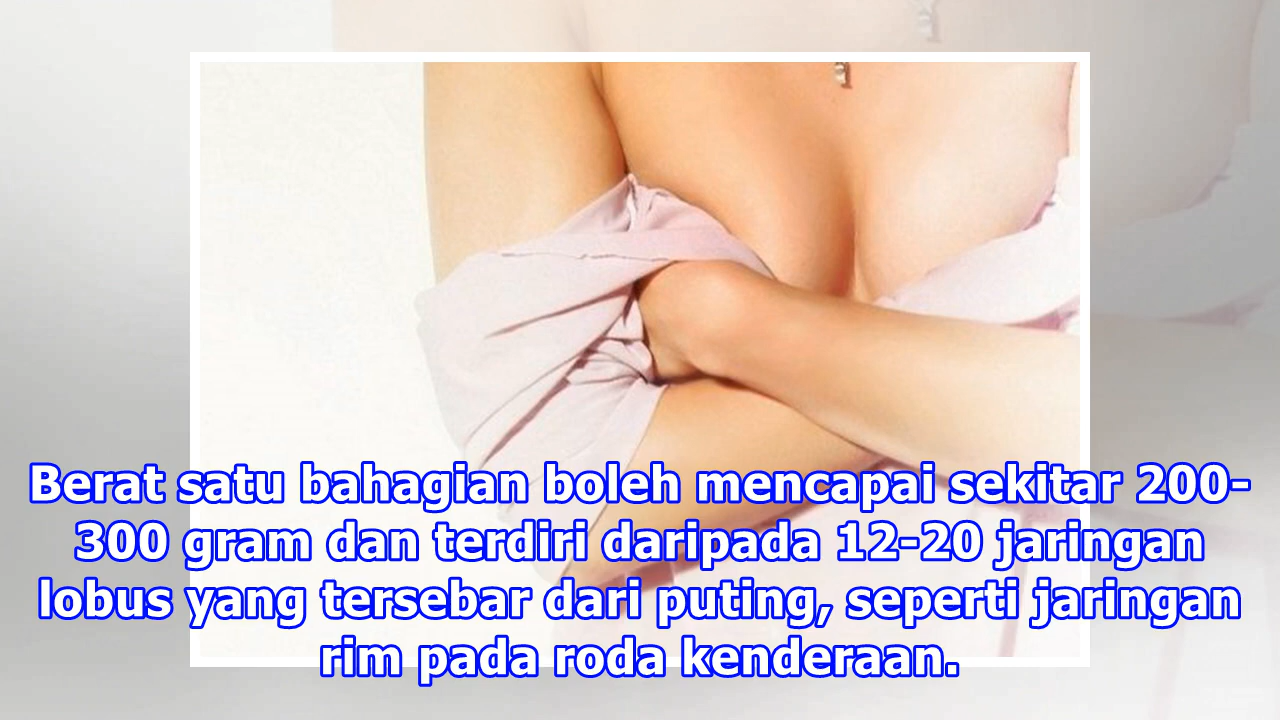 Berat satu bahagian boleh mencapai sekitar 200-
300 gram dan terdiri daripada 12-20 jaringan
lobus yang tersebar dari puting, seperti jaringan
rim pada roda kenderaan.